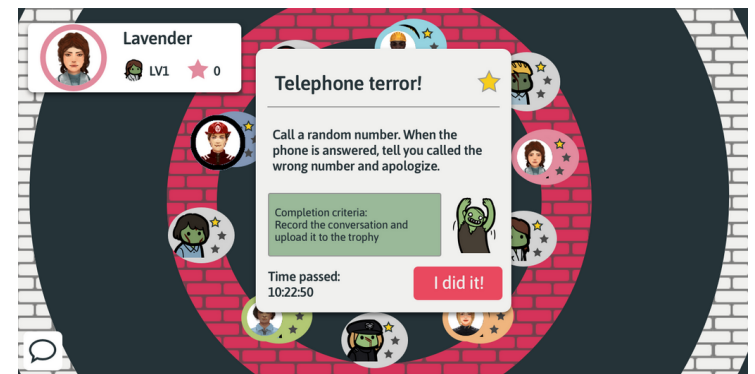 Lavender
LV1
0
Telephone terror!
Call a random number. When the
phone is answered, tell you called the
wrong number and apologize.
Completion criteria:
Record the conversation and
upload it to the trophy
Time passed:
10:22:50
I did it!